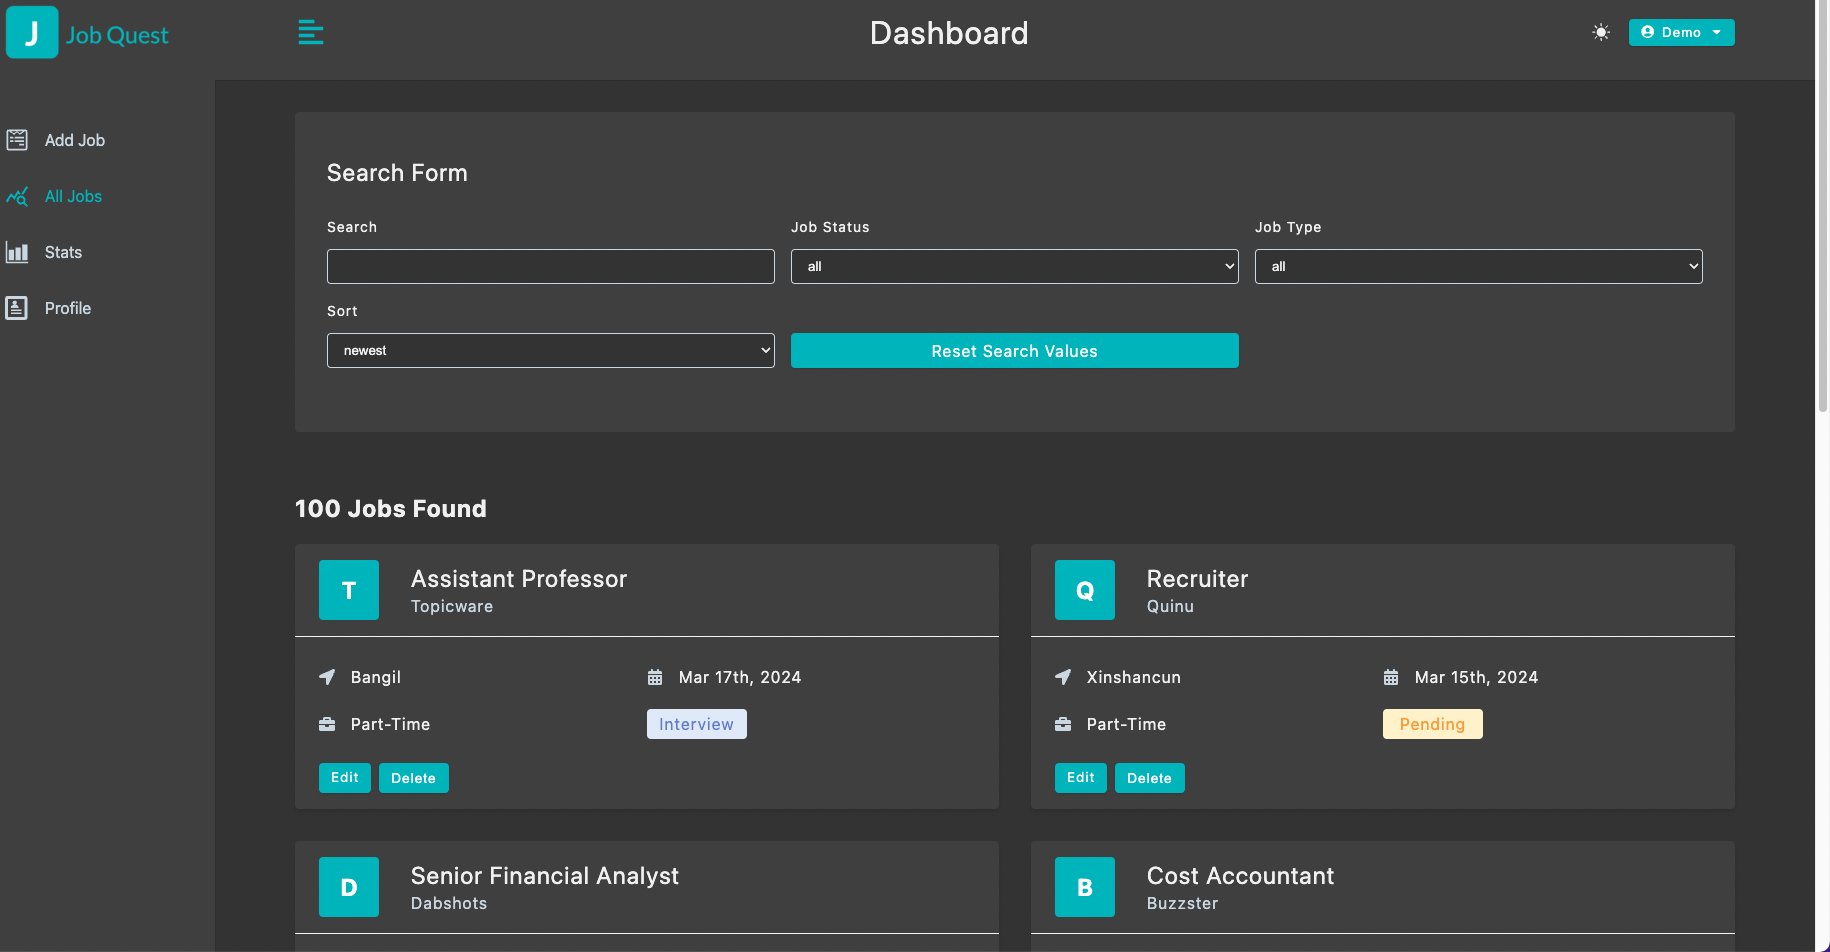 J Job Quest
Dashboard
Demo
Add Job
All Jobs
Stats
Profile
Search Form
Search
Job Status
Job Type
all
all
Sort
newest
Reset Search Values
100 Jobs Found
T
Assistant Professor
Topicware
Bangil
Mar 17th, 2024
Part-Time
Interview
Edit
Delete
Q
Recruiter
Quinu
Xinshancun
Mar 15th, 2024
Part-Time
Pending
Edit
Delete
D
Senior Financial Analyst
Dabshots
B
Cost Accountant
Buzzster